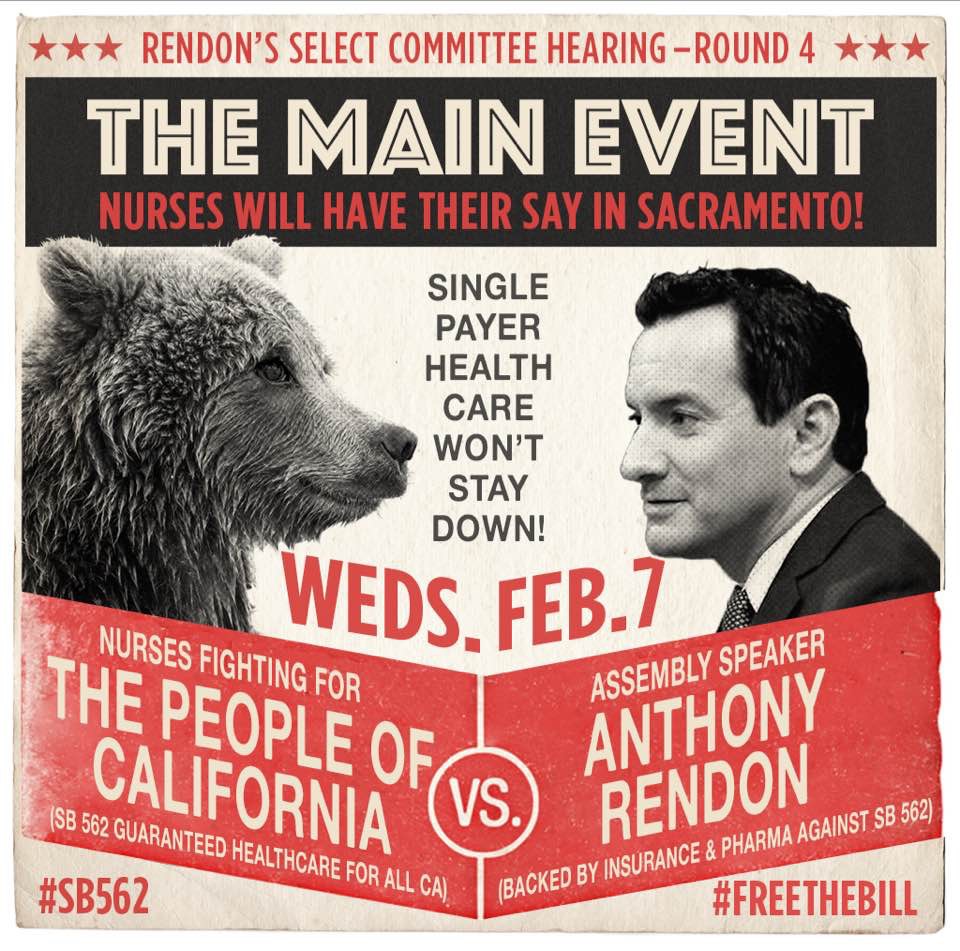 ★★★ RENDON'S SELECT COMMITTEE HEARING –ROUND 4 ★★★
THE MAIN EVENT
NURSES WILL HAVE THEIR SAY IN SACRAMENTO!
SINGLE
PAYER
HEALTH
CARE
WON'T
STAY
DOWN!
WEDS. FEB. 7
NURSES FIGHTING FOR
THE PEOPLE OF
CALIFORNIA
(SB 562 GUARANTEED HEALTHCARE FOR ALL CA)
VS.
ASSEMBLY SPEAKER
ANTHONY
RENDON
(BACKED BY INSURANCE & PHARMA AGAINST SB 562)
#SB562
#FREETHEBILL